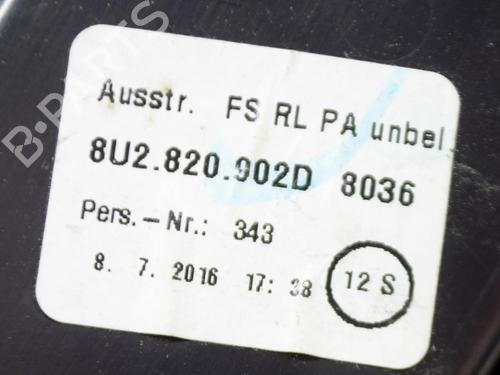 B-PARTS
Ausstr. FS RL PA unbel.
8U2.820.902D 8036
Pers.-Nr.: 343
8. 7. 2016 17:38 12 S